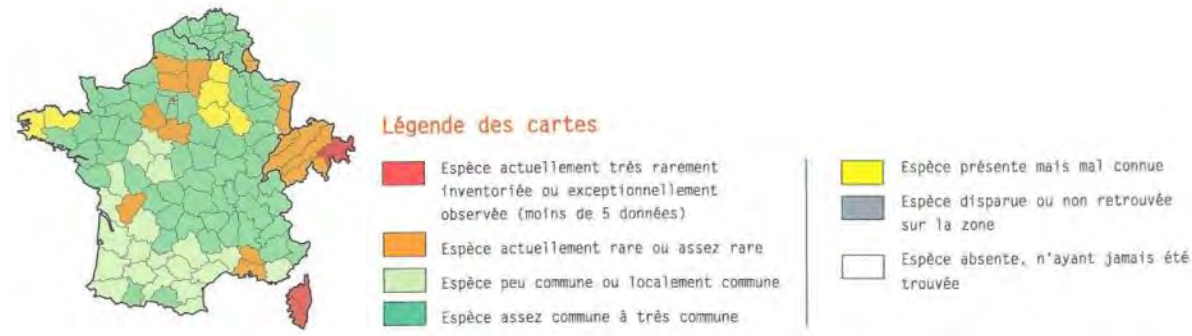 Légende des cartes
Espèce actuellement très rarement
inventoriée ou exceptionnellement
observée (moins de 5 données)
Espèce actuellement rare ou assez rare
Espèce peu commune ou localement commune
Espèce assez commune à très commune
Espèce présente mais mal connue
Espèce disparue ou non retrouvée
sur la zone
Espèce absente, n'ayant jamais été
trouvée